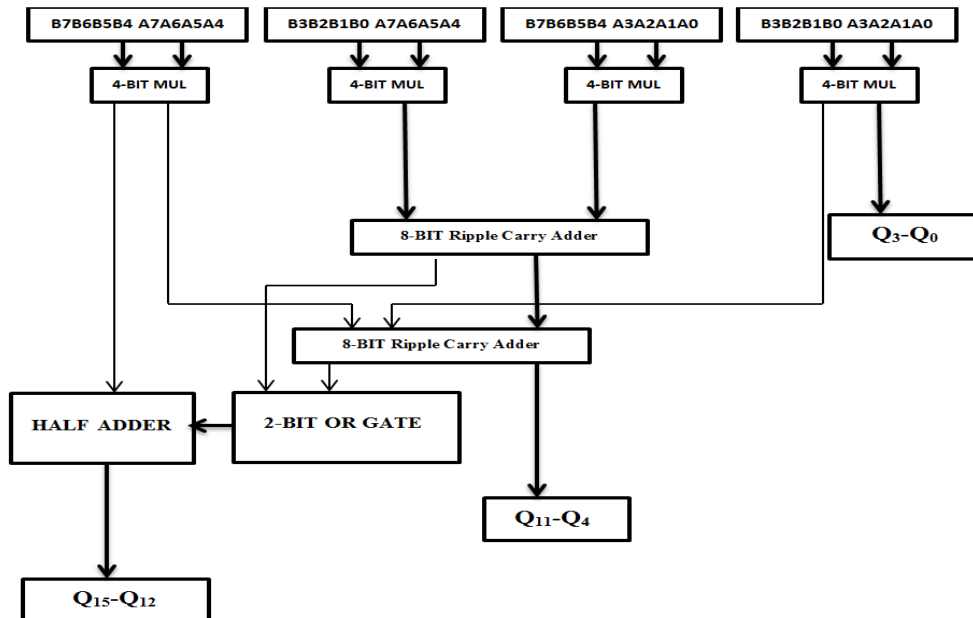 B7B6B5B4 A7A6A5A4
B3B2B1B0 A7A6A5A4
B7B6B5B4 A3A2A1A0
B3B2B1B0 A3A2A1A0
4-BIT MUL
4-BIT MUL
4-BIT MUL
4-BIT MUL
8-BIT Ripple Carry Adder
Q₃-Q₀
8-BIT Ripple Carry Adder
HALF ADDER
2-BIT OR GATE
Q₁₁-Q₄
Q₁₅-Q₁₂